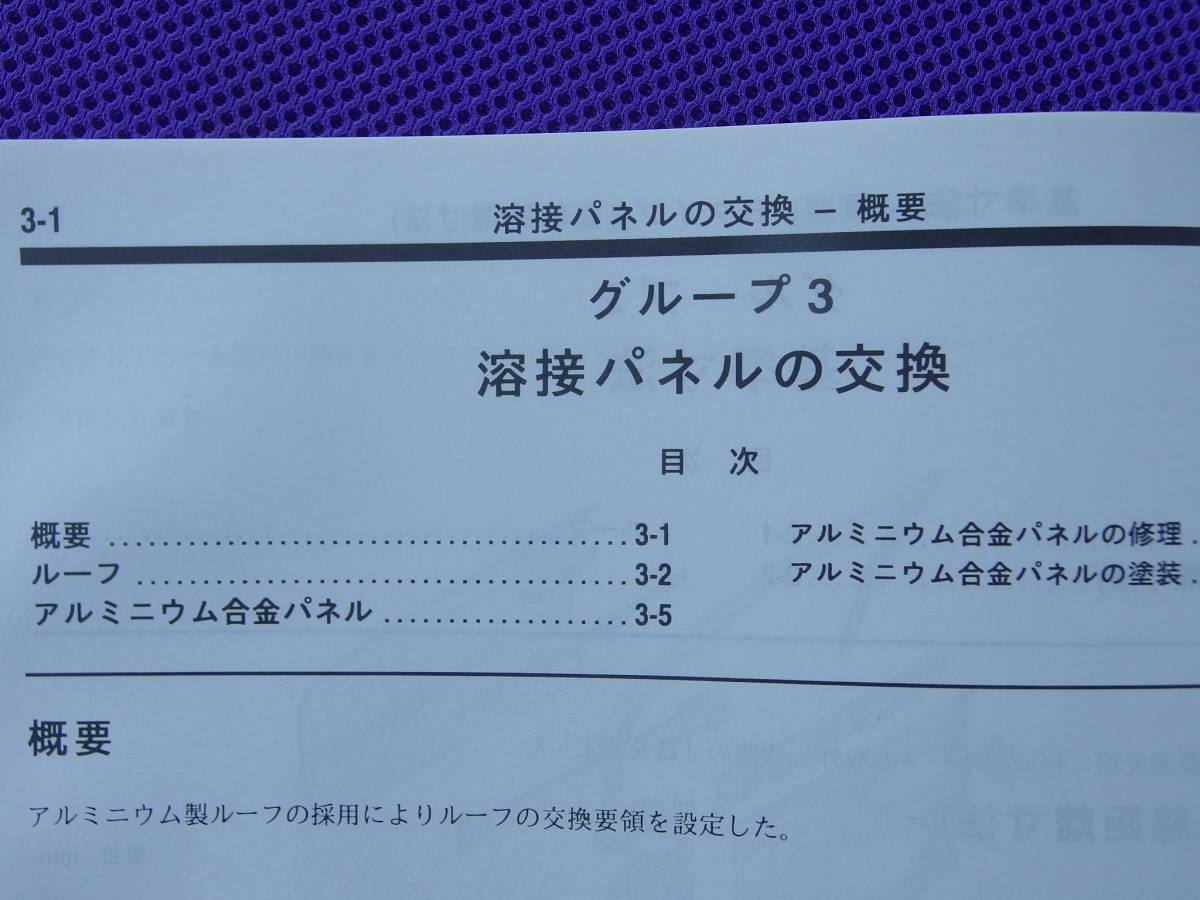 3-1
溶接パネルの交換 − 概要
グループ 3
溶接パネルの交換
目 次
概要 ........................................ 3-1
ルーフ ...................................... 3-2
アルミニウム合金パネル ................... 3-5
アルミニウム合金パネルの修理 .
アルミニウム合金パネルの塗装 .
概要
アルミニウム製ルーフの採用によりルーフの交換要領を設定した。